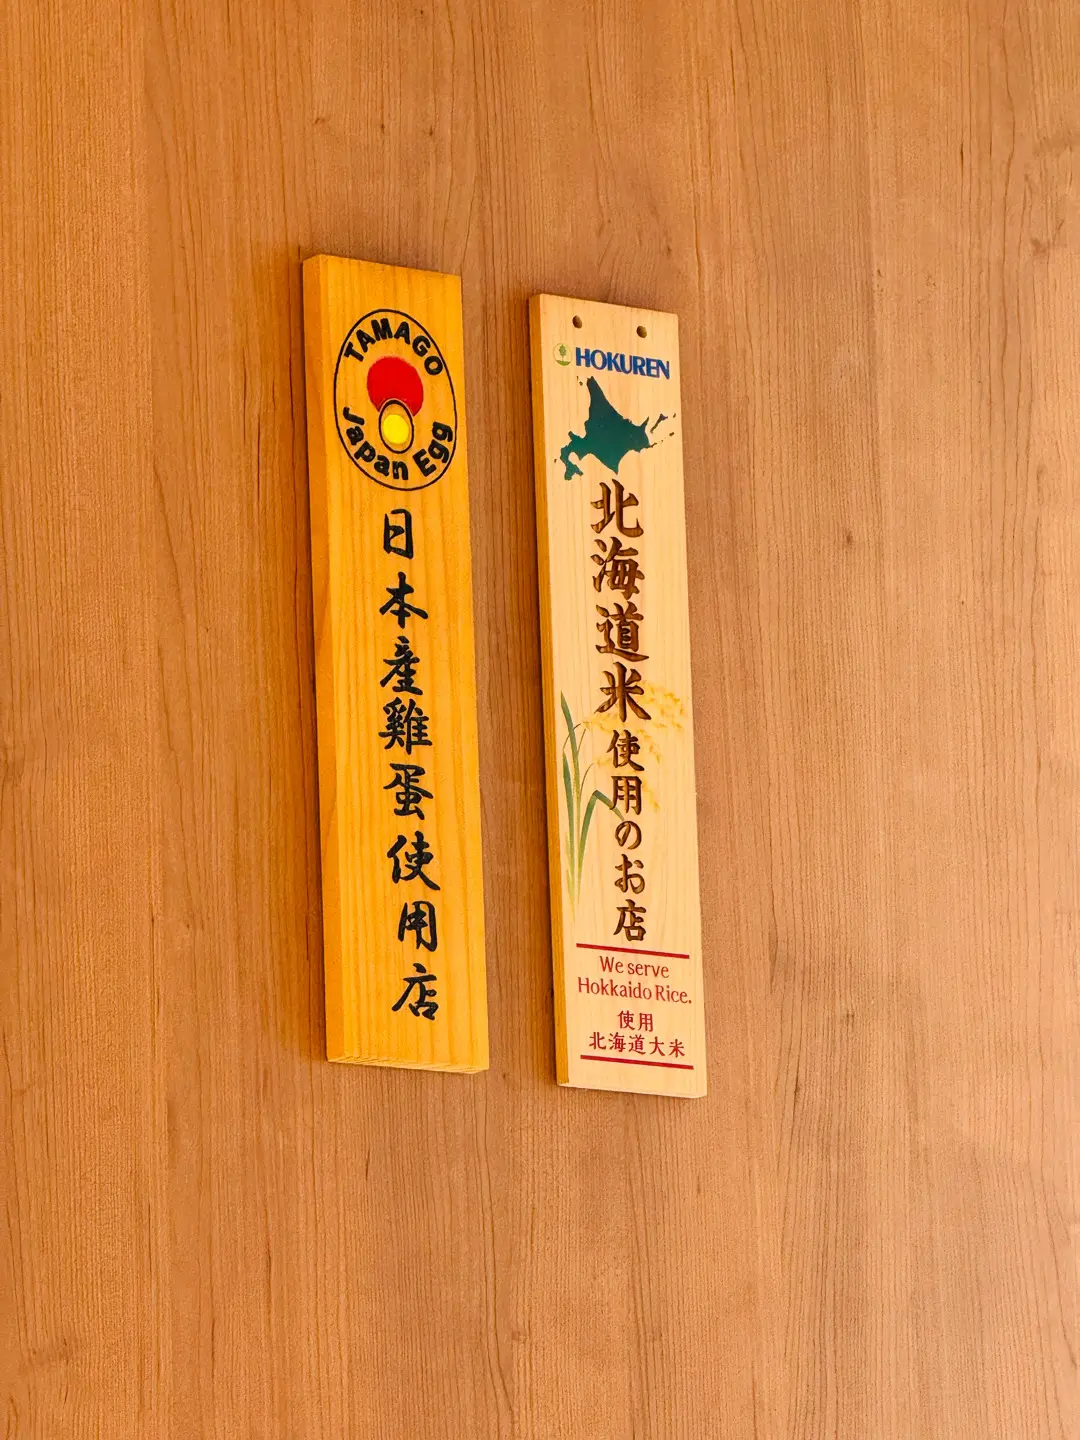 TAMAGO
Japan Egg
日本産雞蛋使用店
HOKUREN
北海道米使用のお店
We serve
Hokkaido Rice.
使用
北海道大米